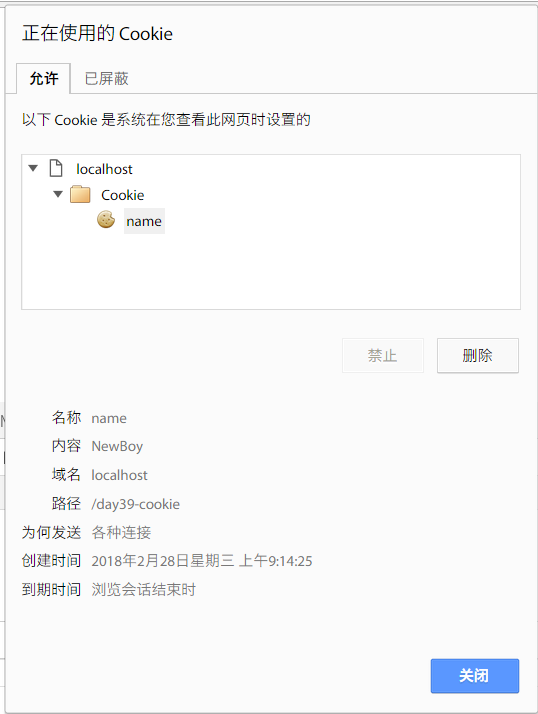 正在使用的 Cookie
允许 已屏蔽
以下 Cookie 是系统在您查看此网页时设置的
localhost
Cookie
name
禁止 删除
名称 name
内容 NewBoy
域名 localhost
路径 /day39-cookie
为何发送 各种连接
创建时间 2018年2月28日星期三 上午9:14:25
到期时间 浏览会话结束时
关闭